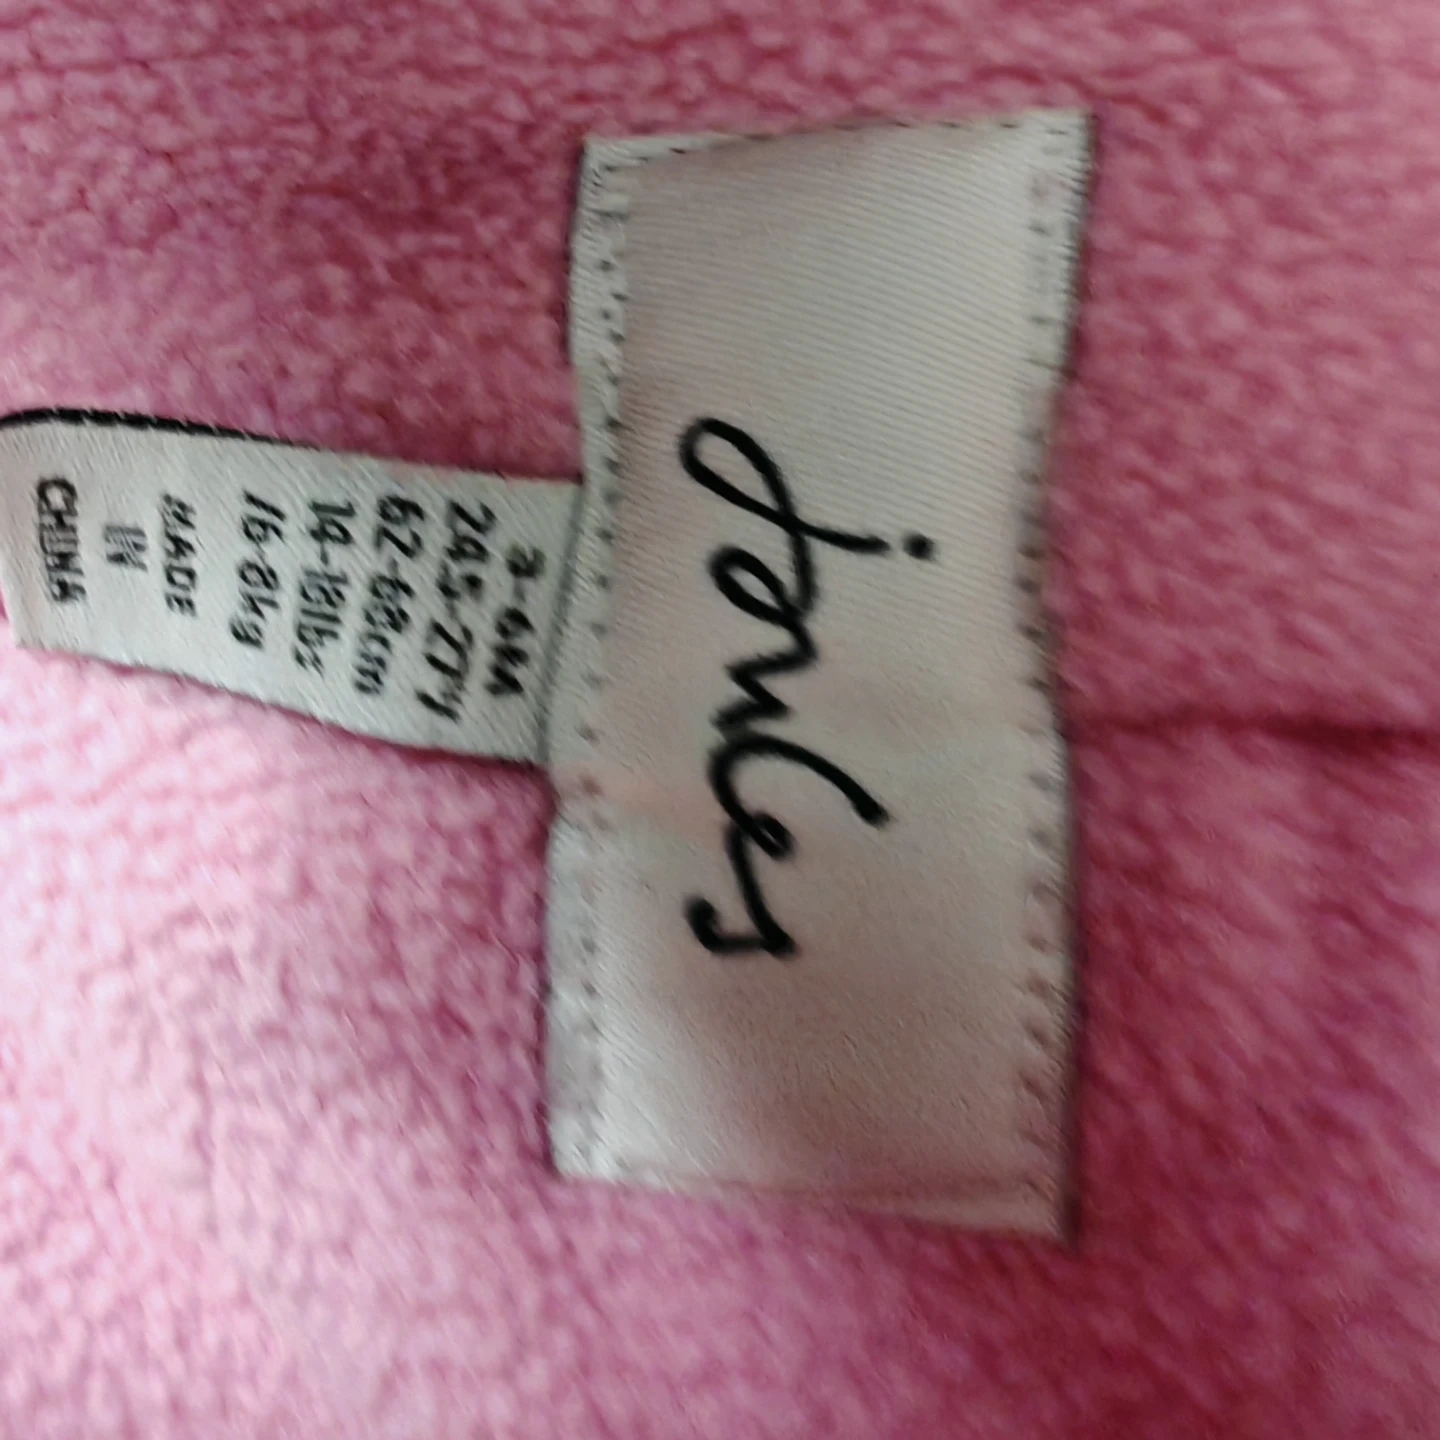 joules
3-6M
24.5-27"
62-68cm
14-18lbs
/6-8kg
MADE
IN
CHINA